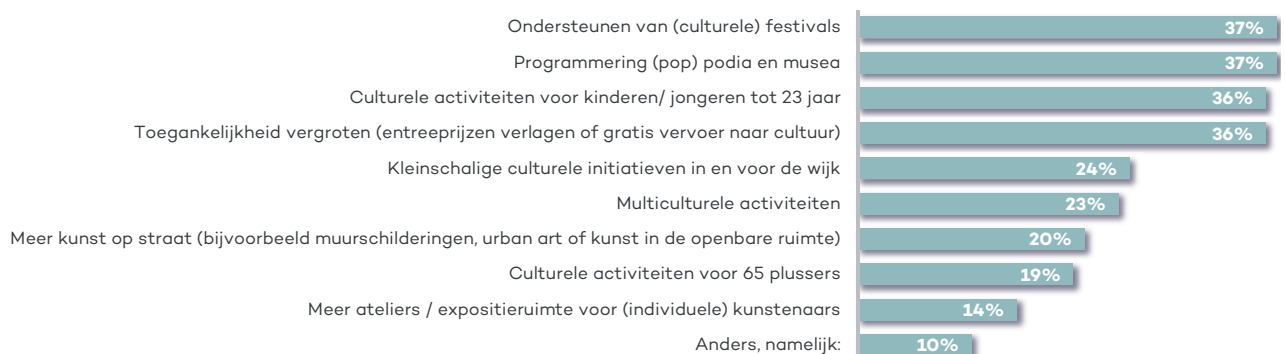 Ondersteunen van (culturele) festivals 37%
Programmering (pop) podia en musea 37%
Culturele activiteiten voor kinderen/ jongeren tot 23 jaar 36%
Toegankelijkheid vergroten (entreeprijzen verlagen of gratis vervoer naar cultuur) 36%
Kleinschalige culturele initiatieven in en voor de wijk 24%
Multiculturele activiteiten 23%
Meer kunst op straat (bijvoorbeeld muurschilderingen, urban art of kunst in de openbare ruimte) 20%
Culturele activiteiten voor 65 plussers 19%
Meer ateliers / expositieruimte voor (individuele) kunstenaars 14%
Anders, namelijk: 10%